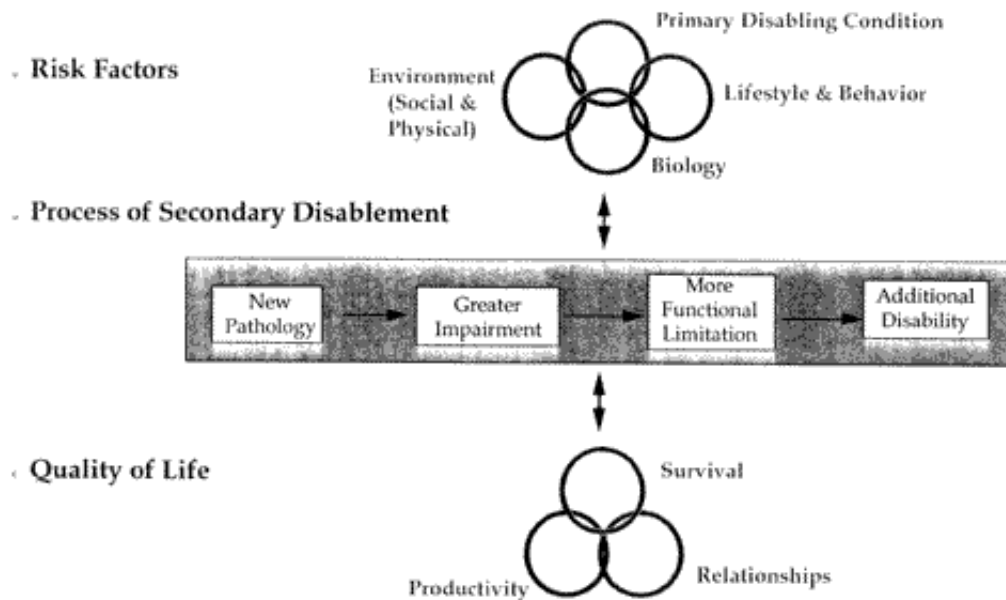 Primary Disabling Condition
Risk Factors
Environment
(Social &
Physical)
Lifestyle & Behavior
Biology
Process of Secondary Disablement
New
Pathology
Greater
Impairment
More
Functional
Limitation
Additional
Disability
Quality of Life
Survival
Productivity
Relationships